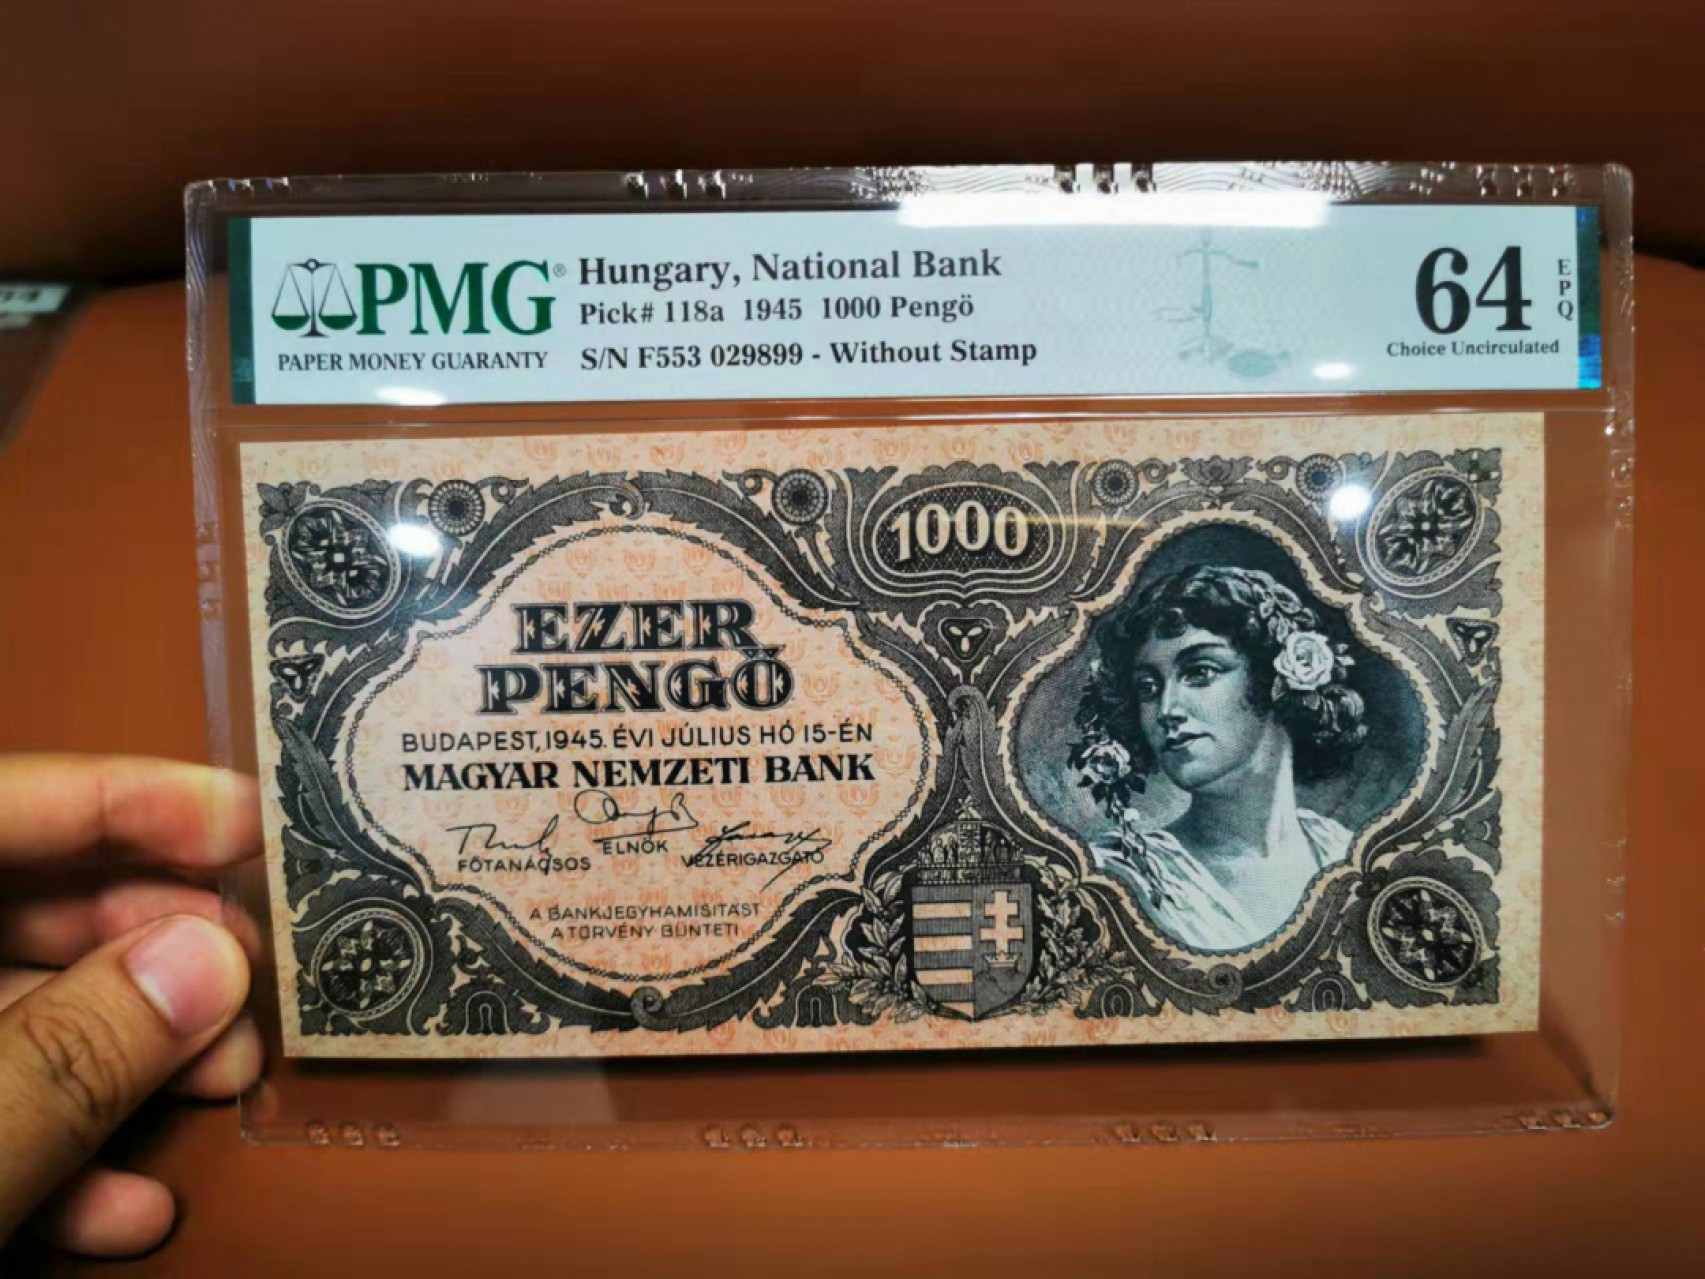 PMG®
PAPER MONEY GUARANTY
Hungary, National Bank
Pick# 118a 1945 1000 Pengö
S/N F553 029899 - Without Stamp
64
EPQ
Choice Uncirculated
1000
EZER
PENGŐ
BUDAPEST, 1945. ÉVI JÚLIUS HÓ 15-ÉN
MAGYAR NEMZETI BANK
FŐTANÁCSOS
ELNÖK
VEZÉRIGAZGATÓ
A BANKJEGYHAMISITÁST
A TÖRVÉNY BÜNTETI